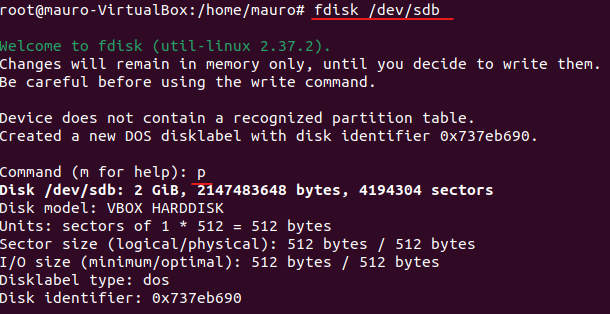 root@mauro-VirtualBox:/home/mauro# fdisk /dev/sdb
Welcome to fdisk (util-linux 2.37.2).
Changes will remain in memory only, until you decide to write them.
Be careful before using the write command.
Device does not contain a recognized partition table.
Created a new DOS disklabel with disk identifier 0x737eb690.
Command (m for help): p
Disk /dev/sdb: 2 GiB, 2147483648 bytes, 4194304 sectors
Disk model: VBOX HARDDISK
Units: sectors of 1 * 512 = 512 bytes
Sector size (logical/physical): 512 bytes / 512 bytes
I/O size (minimum/optimal): 512 bytes / 512 bytes
Disklabel type: dos
Disk identifier: 0x737eb690